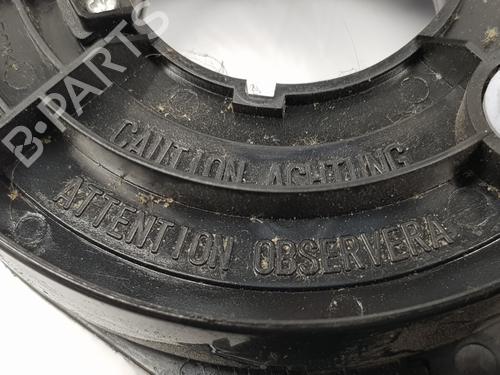 B-PARTS
CAUTION ACHTUNG
ATTENTION OBSERVERA